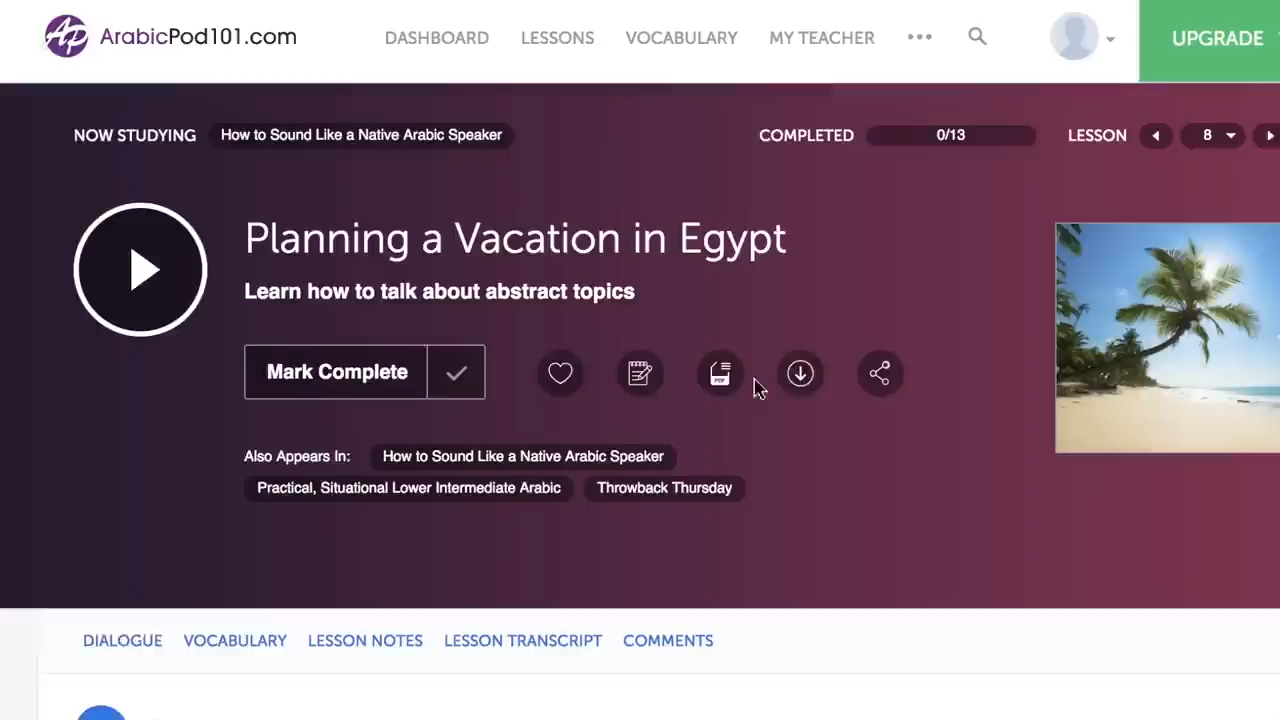 ArabicPod101.com DASHBOARD LESSONS VOCABULARY MY TEACHER UPGRADE
NOW STUDYING How to Sound Like a Native Arabic Speaker COMPLETED 0/13 LESSON 8
Planning a Vacation in Egypt
Learn how to talk about abstract topics
Mark Complete
PDF
Also Appears In: How to Sound Like a Native Arabic Speaker
Practical, Situational Lower Intermediate Arabic Throwback Thursday
DIALOGUE VOCABULARY LESSON NOTES LESSON TRANSCRIPT COMMENTS